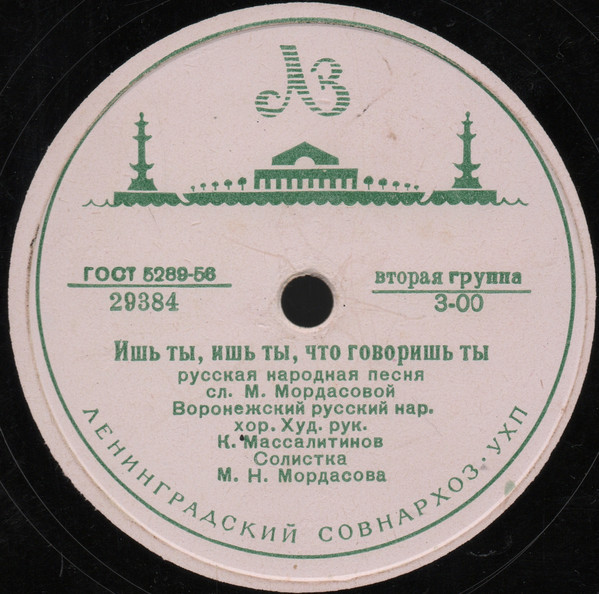 ЛЗ
ГОСТ 5289-56
29384
вторая группа
3-00
Ишь ты, ишь ты, что говоришь ты
русская народная песня
сл. М. Мордасовой
Воронежский русский нар.
хор. Худ. рук.
К. Массалитинов
Солистка
М. Н. Мордасова
ЛЕНИНГРАДСКИЙ СОВНАРХОЗ · УХП